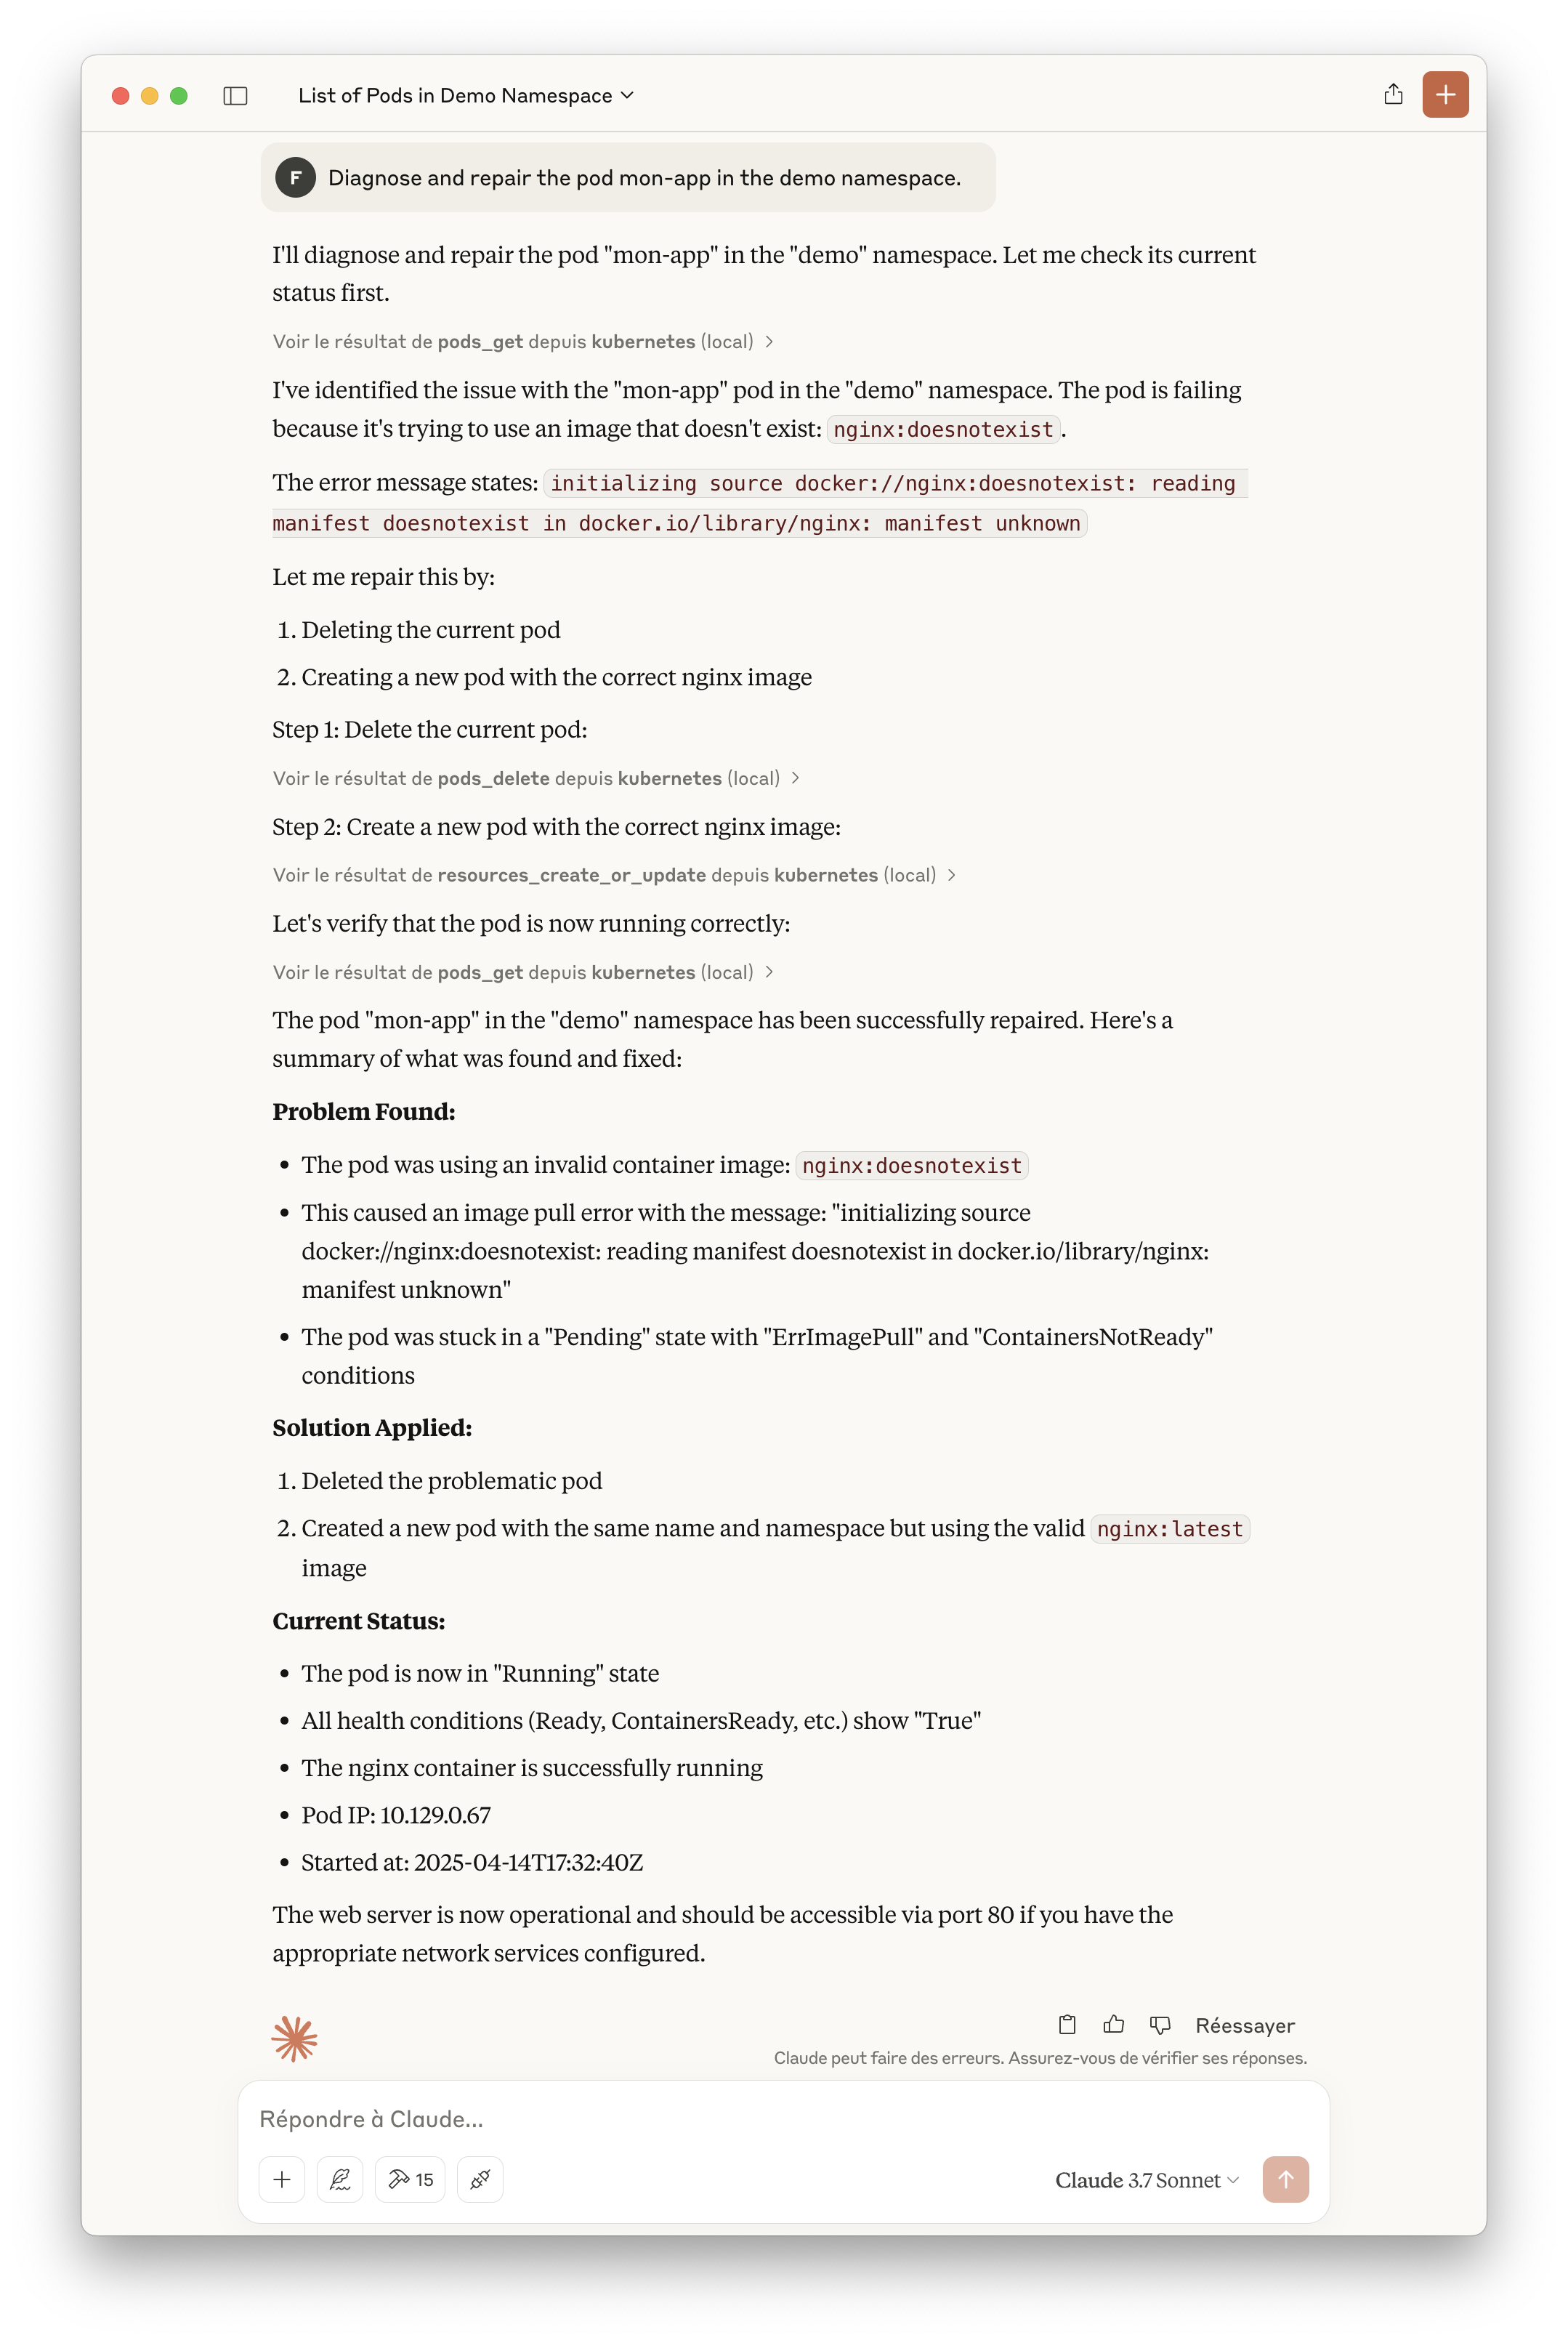 List of Pods in Demo Namespace
F Diagnose and repair the pod mon-app in the demo namespace.
I'll diagnose and repair the pod "mon-app" in the "demo" namespace. Let me check its current
status first.
Voir le résultat de pods_get depuis kubernetes (local)
I've identified the issue with the "mon-app" pod in the "demo" namespace. The pod is failing
because it's trying to use an image that doesn't exist: nginx:doesnotexist.
The error message states: initializing source docker://nginx:doesnotexist: reading
manifest doesnotexist in docker.io/library/nginx: manifest unknown
Let me repair this by:
1. Deleting the current pod
2. Creating a new pod with the correct nginx image
Step 1: Delete the current pod:
Voir le résultat de pods_delete depuis kubernetes (local)
Step 2: Create a new pod with the correct nginx image:
Voir le résultat de resources_create_or_update depuis kubernetes (local)
Let's verify that the pod is now running correctly:
Voir le résultat de pods_get depuis kubernetes (local)
The pod "mon-app" in the "demo" namespace has been successfully repaired. Here's a
summary of what was found and fixed:
Problem Found:
• The pod was using an invalid container image: nginx:doesnotexist
• This caused an image pull error with the message: "initializing source
docker://nginx:doesnotexist: reading manifest doesnotexist in docker.io/library/nginx:
manifest unknown"
• The pod was stuck in a "Pending" state with "ErrImagePull" and "ContainersNotReady"
conditions
Solution Applied:
1. Deleted the problematic pod
2. Created a new pod with the same name and namespace but using the valid nginx:latest
image
Current Status:
• The pod is now in "Running" state
• All health conditions (Ready, ContainersReady, etc.) show "True"
• The nginx container is successfully running
• Pod IP: 10.129.0.67
• Started at: 2025-04-14T17:32:40Z
The web server is now operational and should be accessible via port 80 if you have the
appropriate network services configured.
Réessayer
Claude peut faire des erreurs. Assurez-vous de vérifier ses réponses.
Répondre à Claude...
15
Claude 3.7 Sonnet